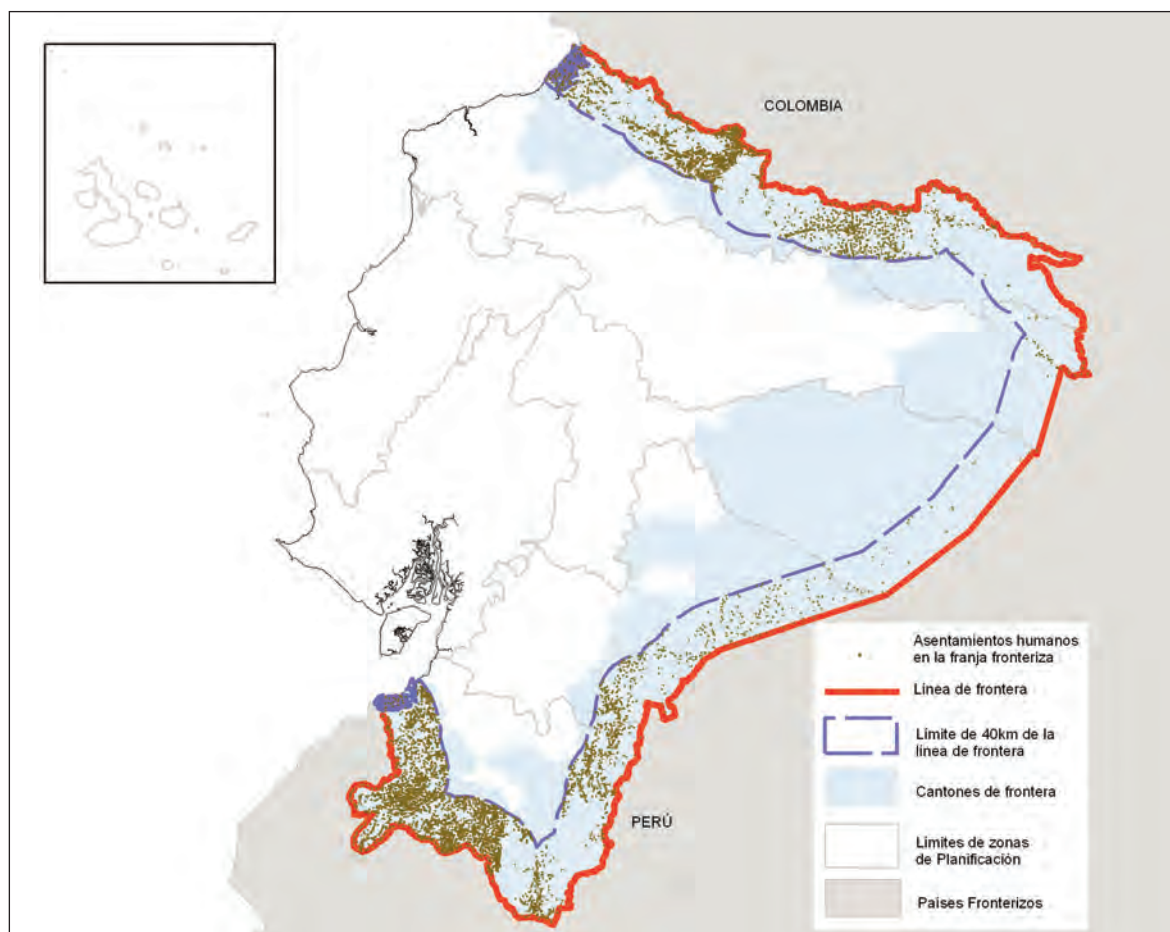 COLOMBIA
PERÚ
Asentamientos humanos
en la franja fronteriza
Linea de frontera
Límite de 40km de la
línea de frontera
Cantones de frontera
Límites de zonas
de Planificación
Países Fronterizos